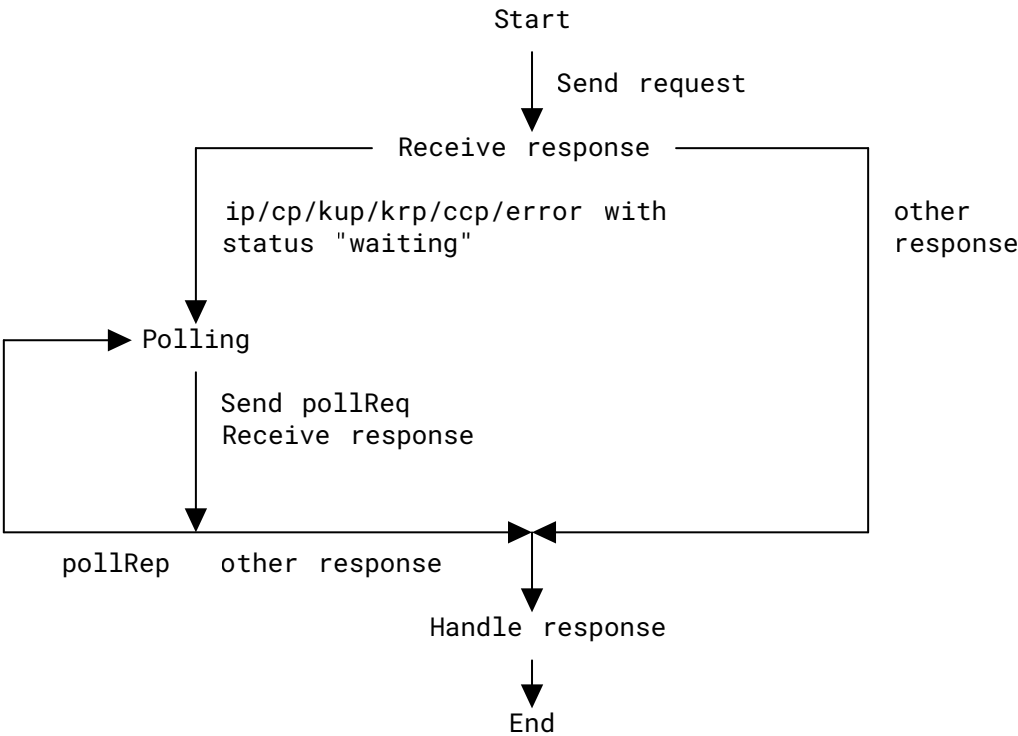 Start
Send request
Receive response
ip/cp/kup/krp/ccp/error with
status "waiting"
other
response
Polling
Send pollReq
Receive response
pollRep
other response
Handle response
End